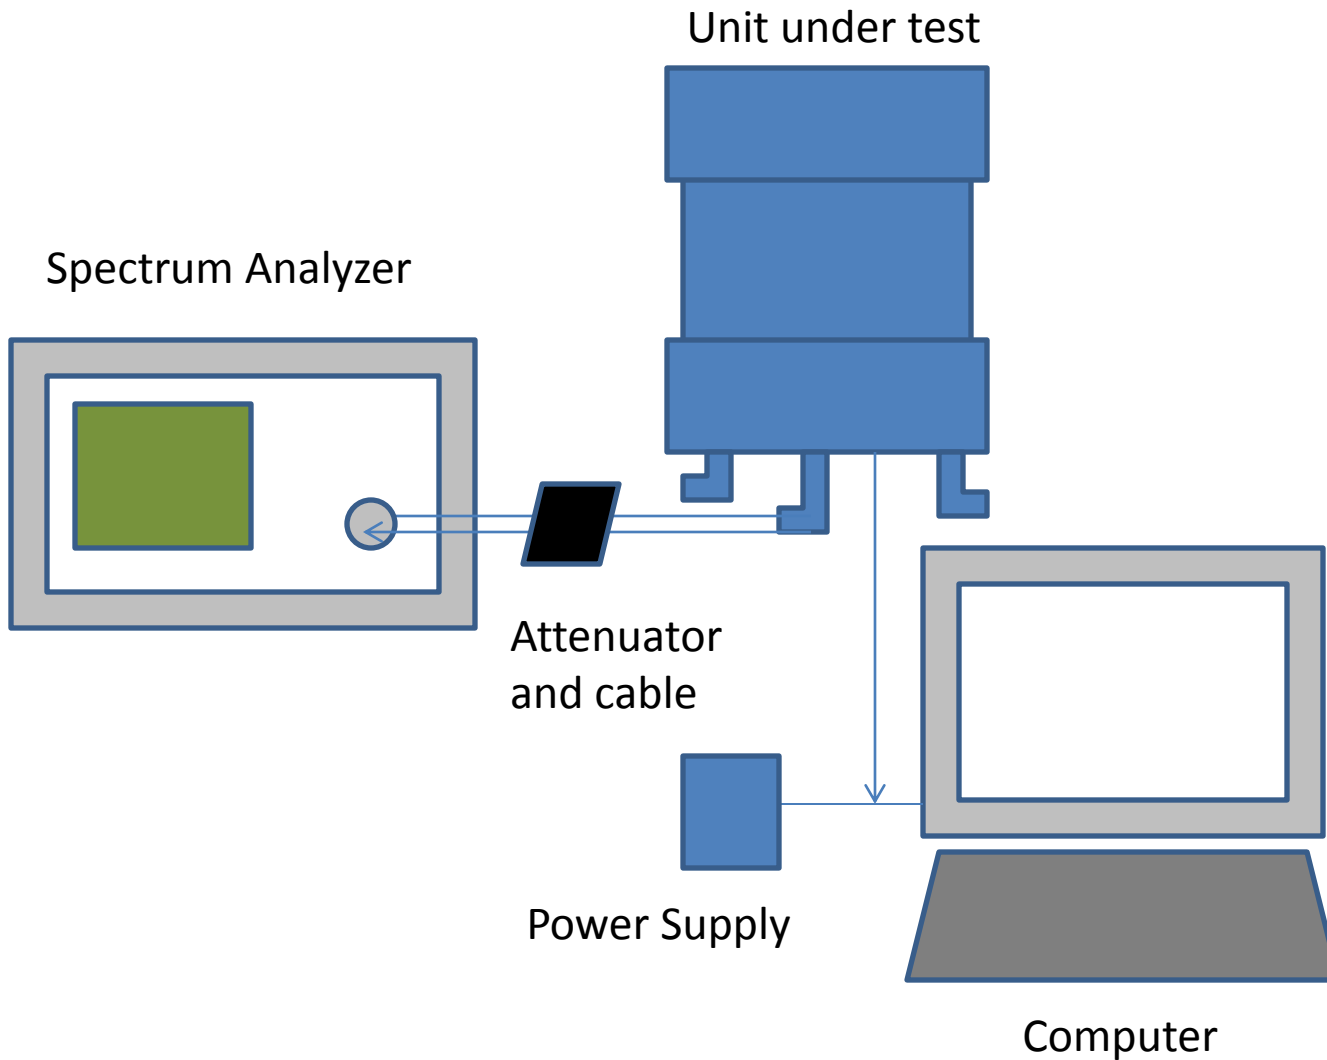 Unit under test
Spectrum Analyzer
Attenuator
and cable
Power Supply
Computer